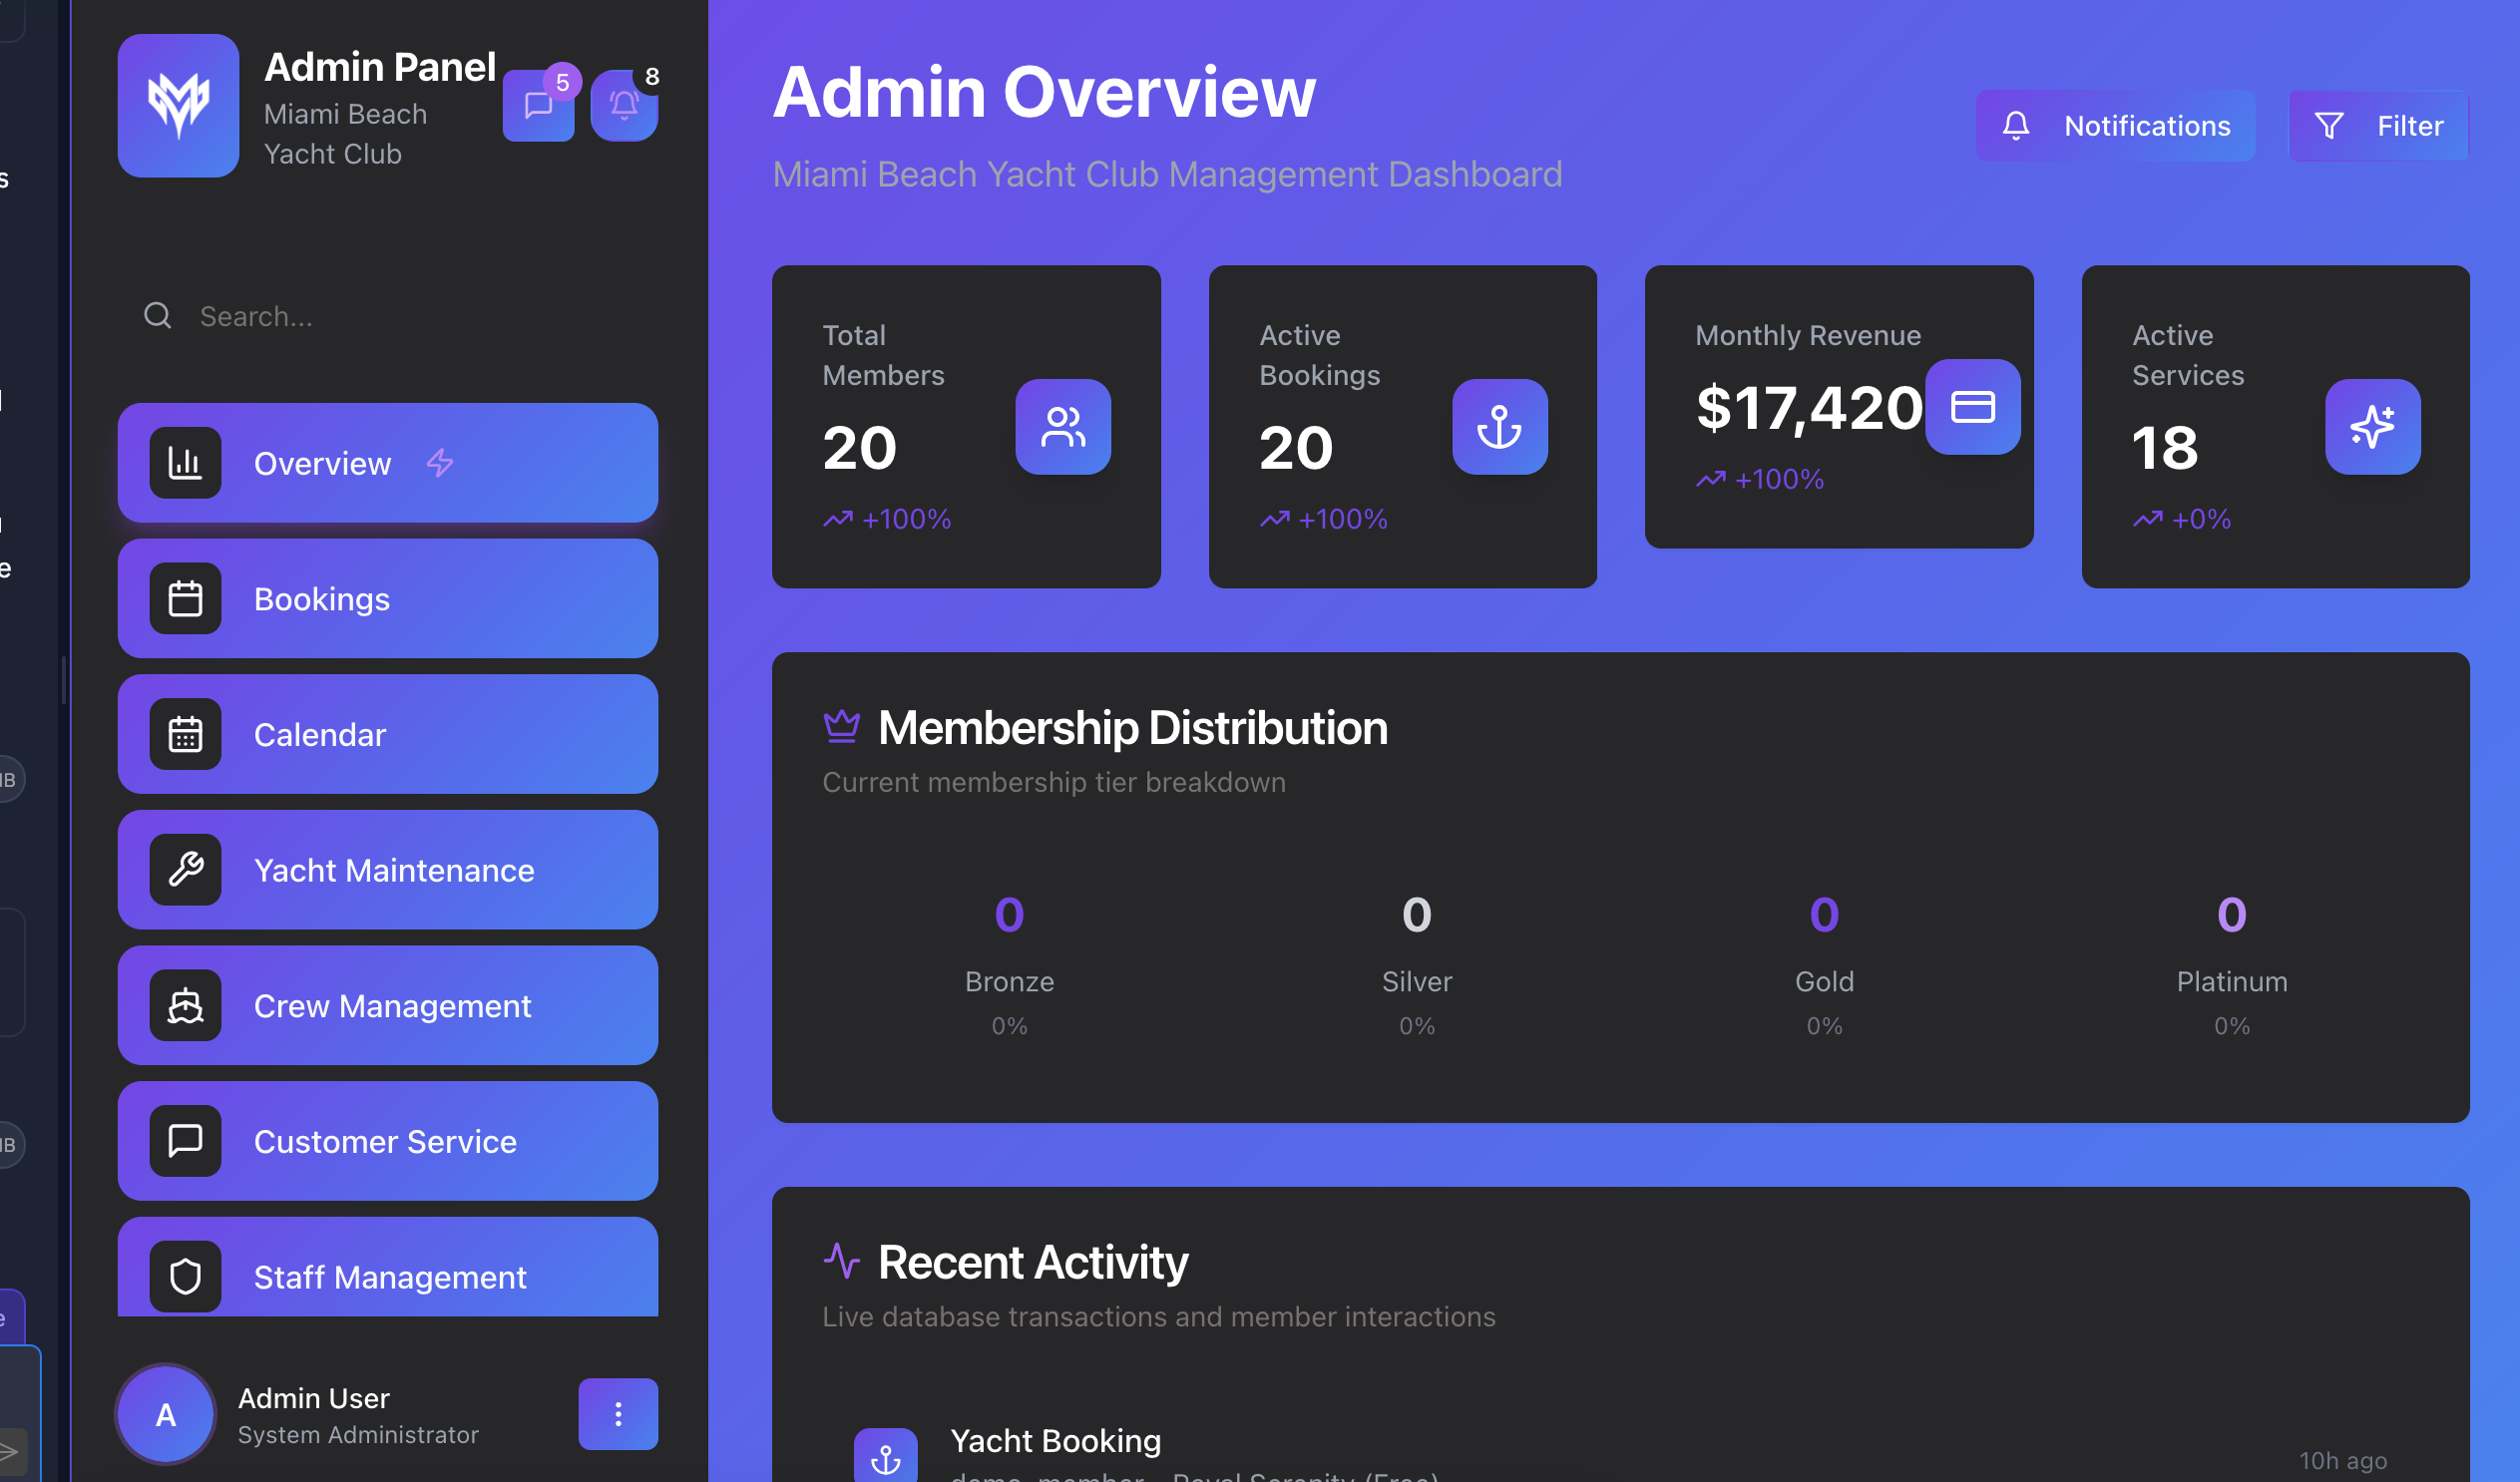 Admin Panel
Miami Beach
Yacht Club
5
8
Search...
Overview
Bookings
Calendar
Yacht Maintenance
Crew Management
Customer Service
Staff Management
A
Admin User
System Administrator
Admin Overview
Miami Beach Yacht Club Management Dashboard
Notifications
Filter
Total
Members
20
+100%
Active
Bookings
20
+100%
Monthly Revenue
$17,420
+100%
Active
Services
18
+0%
Membership Distribution
Current membership tier breakdown
0
Bronze
0%
0
Silver
0%
0
Gold
0%
0
Platinum
0%
Recent Activity
Live database transactions and member interactions
Yacht Booking
demo_member - Royal Serenity (Free)
10h ago